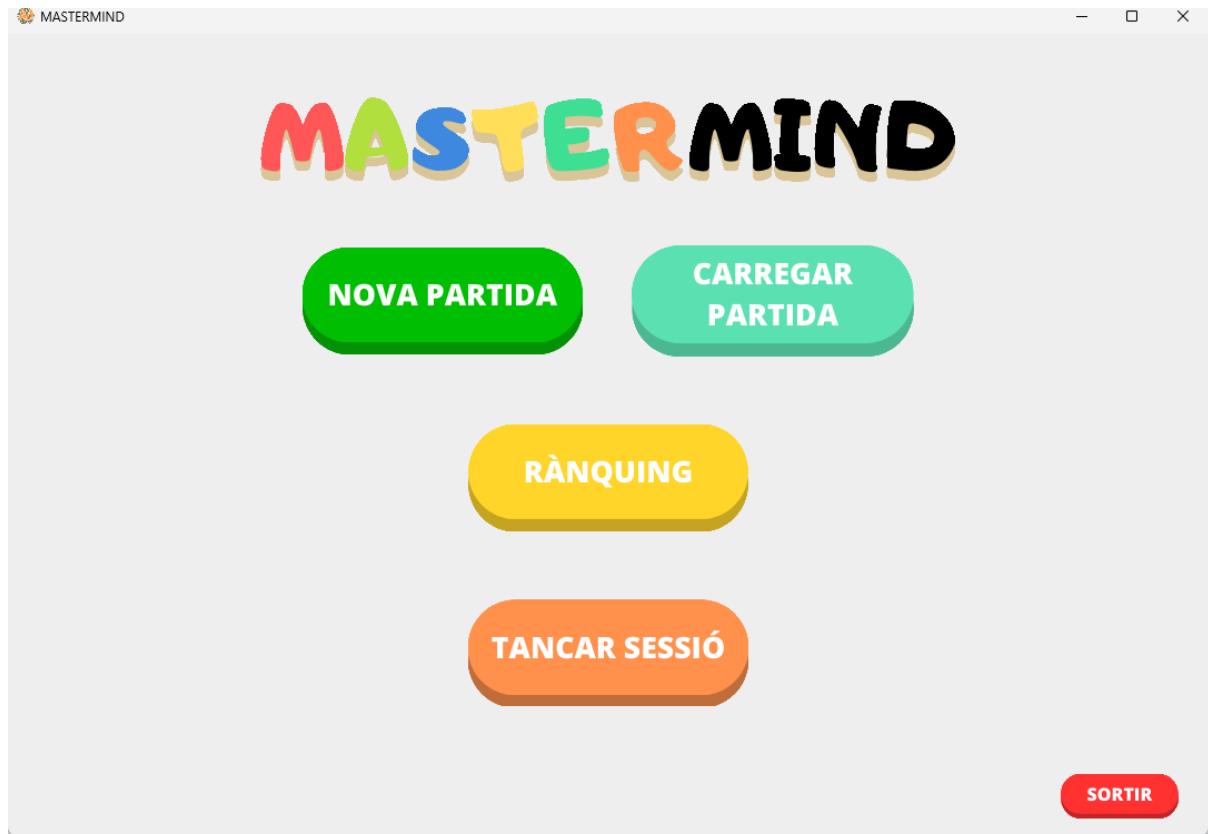 MASTERMIND
MASTERMIND
NOVA PARTIDA
CARREGAR
PARTIDA
RÀNQUING
TANCAR SESSIÓ
SORTIR